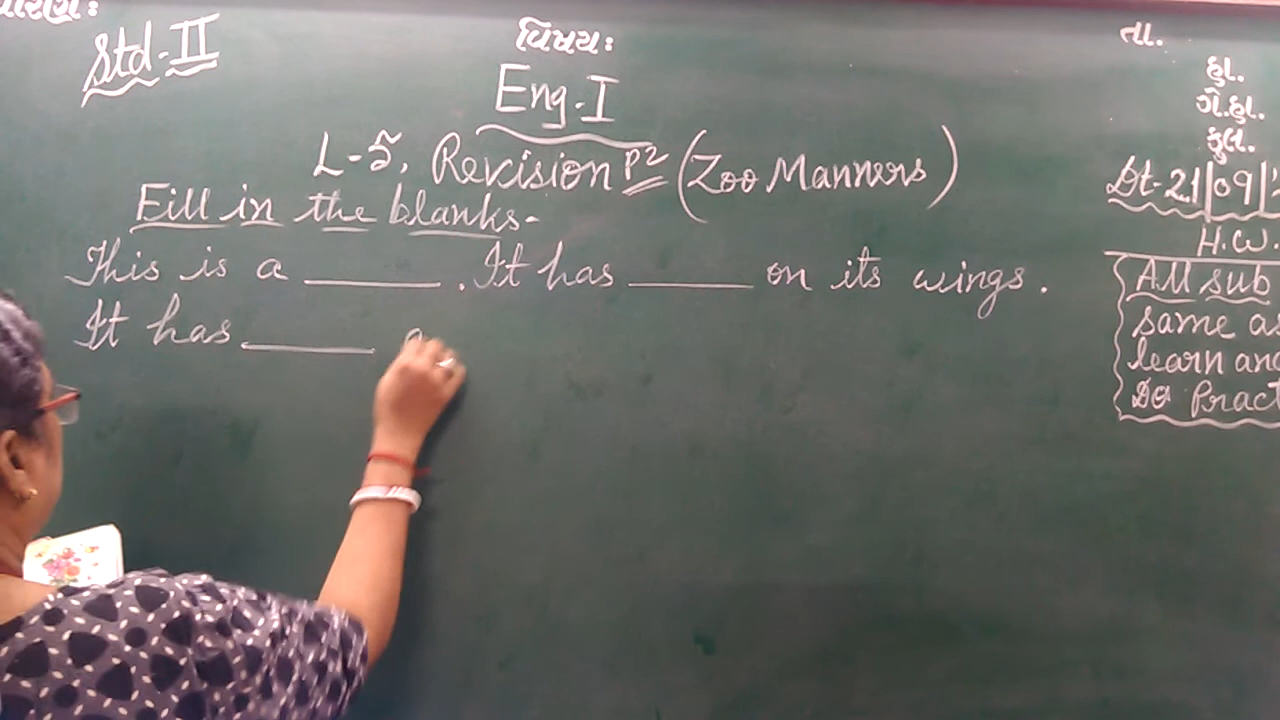 Std-II
વિષય:
Eng-I
L-5. Revision P2 (Zoo Manners)
Fill in the blanks-
This is a ______. It has ______ on its wings.
It has ______
તા.
હા.
ગે.હા.
કુલ.
Dt-21|09|
H.W.
All sub
same as
learn and
Do